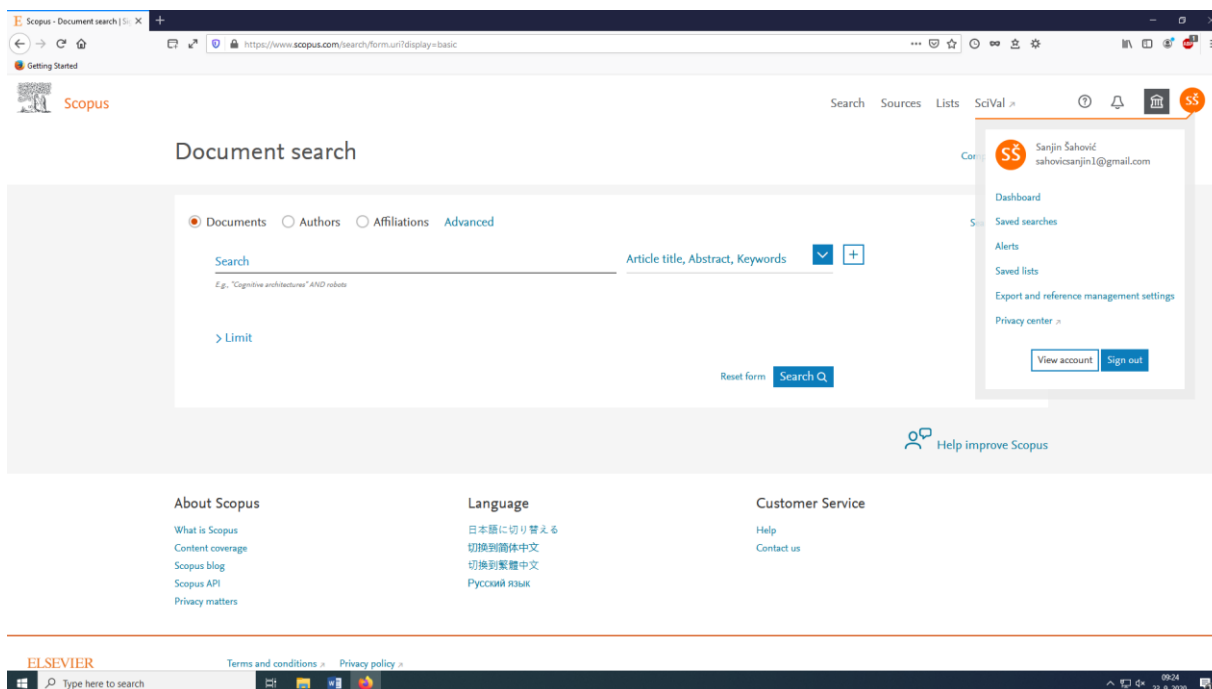 Scopus - Document search | Si
https://www.scopus.com/search/form.uri?display=basic
Getting Started
Scopus
Search Sources Lists SciVal
SŠ
Document search
SŠ
Sanjin Šahović
sahovicsanjin1@gmail.com
Dashboard
Saved searches
Alerts
Saved lists
Export and reference management settings
Privacy center
View account Sign out
Documents Authors Affiliations Advanced
Search
Article title, Abstract, Keywords
E.g., "Cognitive architectures" AND robots
Limit
Reset form Search
Help improve Scopus
About Scopus
What is Scopus
Content coverage
Scopus blog
Scopus API
Privacy matters
Language
日本語に切り替える
切换到简体中文
切換到繁體中文
Русский язык
Customer Service
Help
Contact us
ELSEVIER
Terms and conditions Privacy policy
Type here to search
09:24